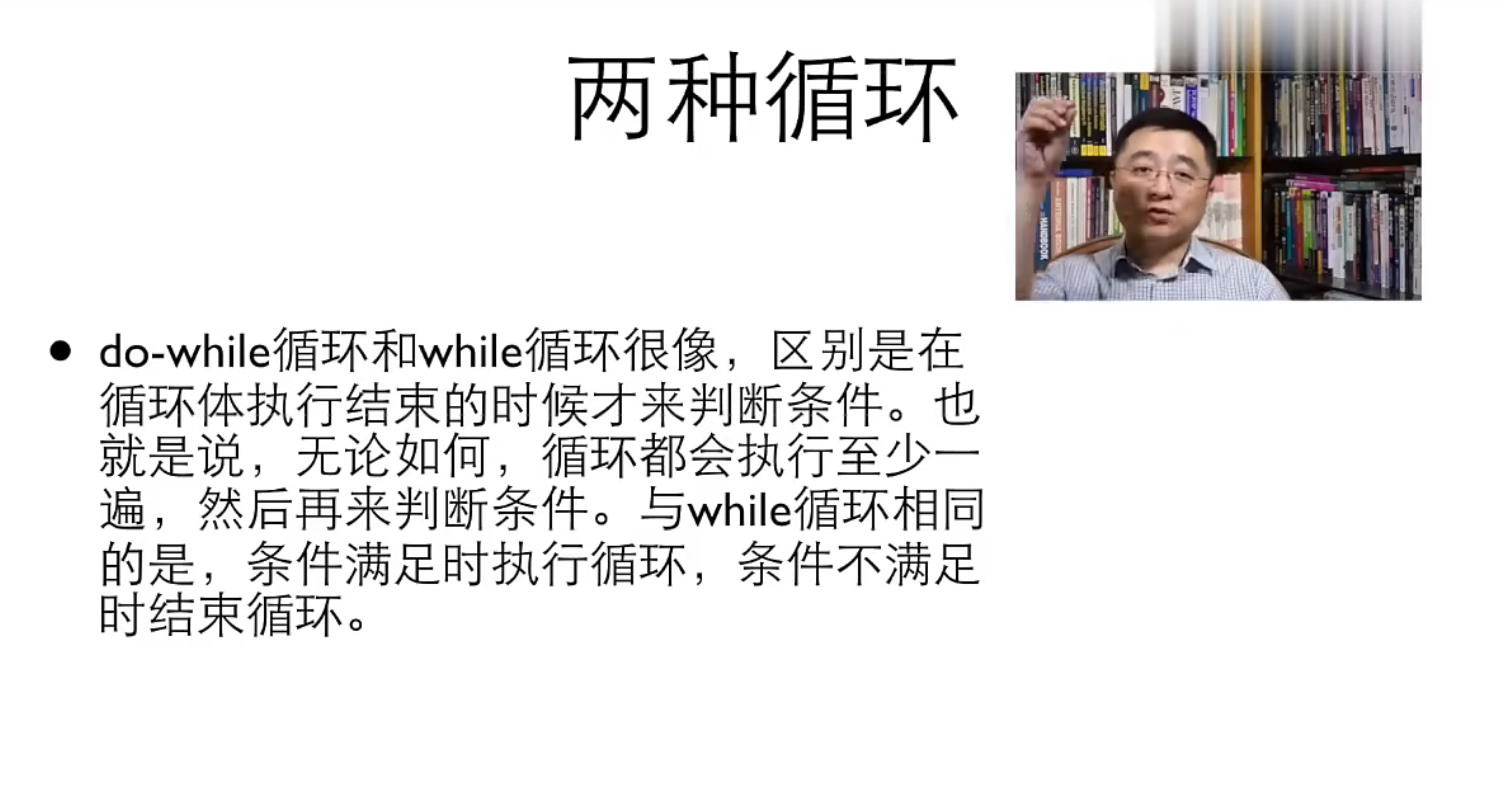 两种循环
do-while循环和while循环很像，区别是在
循环体执行结束的时候才来判断条件。也
就是说，无论如何，循环都会执行至少一
遍，然后再来判断条件。与while循环相同
的是，条件满足时执行循环，条件不满足
时结束循环。
HANDBOOK